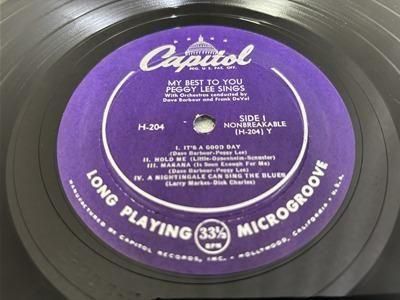 Capitol
REG. U.S. PAT. OFF.
MY BEST TO YOU
PEGGY LEE SINGS
With Orchestras conducted by
Dave Barbour and Frank DeVol
H-204
SIDE 1
NONBREAKABLE
(H-204) Y
I. IT'S A GOOD DAY
(Dave Barbour-Peggy Lee)
II. HOLD ME (Little-Oppenheim-Schuster)
III. MAÑANA (Is Soon Enough For Me)
(Dave Barbour-Peggy Lee)
IV. A NIGHTINGALE CAN SING THE BLUES
(Larry Markes-Dick Charles)
LONG PLAYING 33⅓ RPM MICROGROOVE
MANUFACTURED BY CAPITOL RECORDS, INC. - HOLLYWOOD, CALIFORNIA - U.S.A.